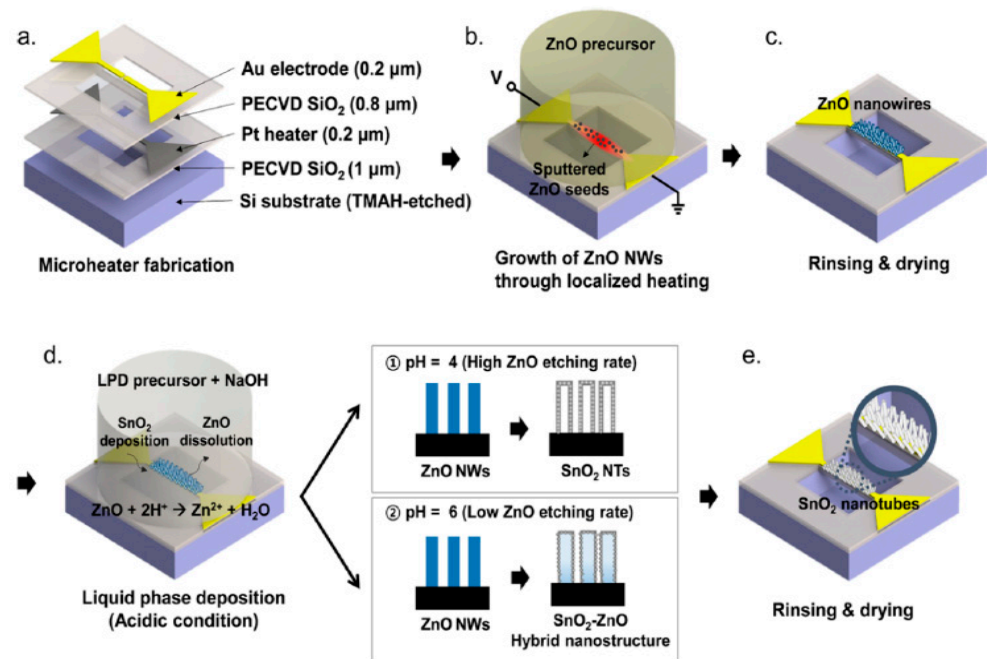 a.
Au electrode (0.2 μm)
PECVD SiO₂ (0.8 μm)
Pt heater (0.2 μm)
PECVD SiO₂ (1 μm)
Si substrate (TMAH-etched)
Microheater fabrication
b.
ZnO precursor
V
Sputtered
ZnO seeds
Growth of ZnO NWs
through localized heating
c.
ZnO nanowires
Rinsing & drying
d.
LPD precursor + NaOH
SnO₂
deposition
ZnO
dissolution
ZnO + 2H⁺ → Zn²⁺ + H₂O
Liquid phase deposition
(Acidic condition)
① pH = 4 (High ZnO etching rate)
ZnO NWs
SnO₂ NTs
② pH = 6 (Low ZnO etching rate)
ZnO NWs
SnO₂-ZnO
Hybrid nanostructure
e.
SnO₂ nanotubes
Rinsing & drying